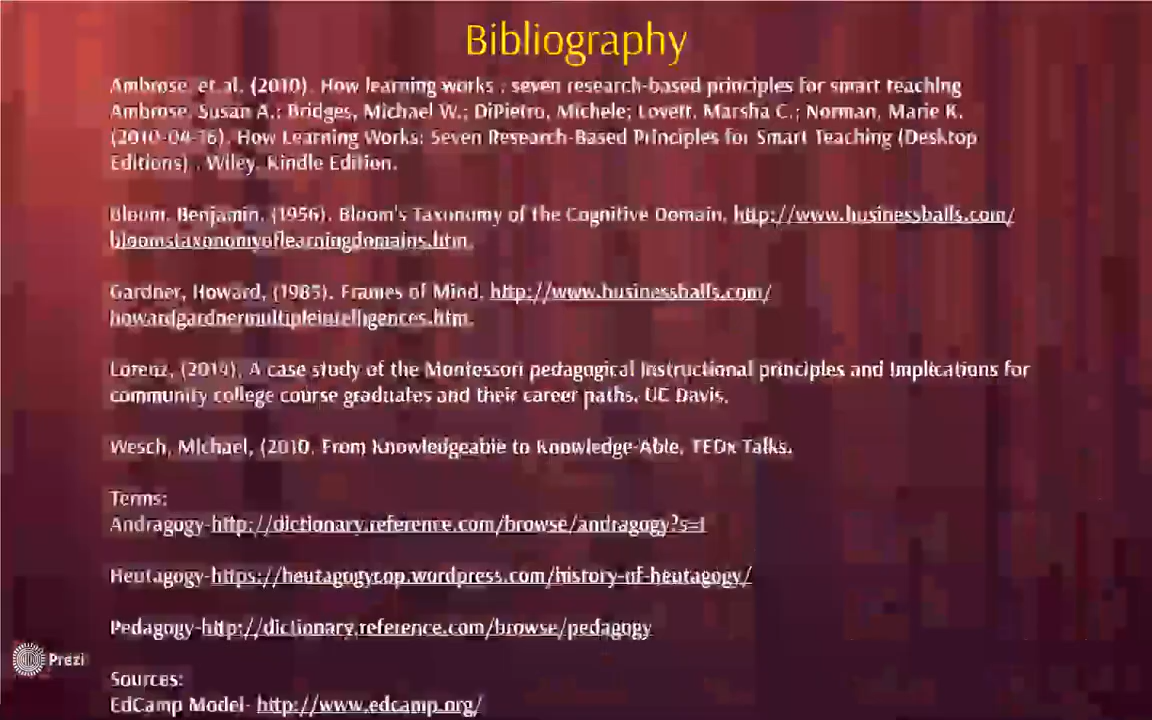 Bibliography
Ambrose, et.al, (2010). How learning works : seven research-based principles for smart teaching
Ambrose, Susan A.; Bridges, Michael W.; DiPietro, Michele; Lovett, Marsha C.; Norman, Marie K.
(2010-04-16). How Learning Works: Seven Research-Based Principles for Smart Teaching (Desktop
Editions) . Wiley. Kindle Edition.
Bloom, Benjamin, (1956). Bloom's Taxonomy of the Cognitive Domain, http://www.businessballs.com/
bloomstaxonomyoflearningdomains.htm.
Gardner, Howard, (1985). Frames of Mind, http://www.businessballs.com/
howardgardnermultipleintelligences.htm.
Lorenz, (2014), A case study of the Montessori pedagogical instructional principles and implications for
community college course graduates and their career paths, UC Davis.
Wesch, Michael, (2010, From Knowledgeable to Knowledge-Able, TEDx Talks.
Terms:
Andragogy-http://dictionary.reference.com/browse/andragogy?s=t
Heutagogy-https://heutagogycop.wordpress.com/history-of-heutagogy/
Pedagogy-http://dictionary.reference.com/browse/pedagogy
Prezi
Sources:
EdCamp Model- http://www.edcamp.org/